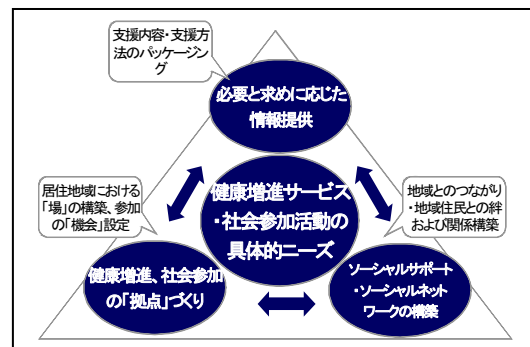 支援内容・支援方
法のパッケージン
グ
必要と求めに応じた
情報提供
健康増進サービス
・社会参加活動の
具体的ニーズ
居住地域における
「場」の構築、参加
の「機会」設定
地域とのつながり
・地域住民との絆
および関係構築
健康増進、社会参加
の「拠点」づくり
ソーシャルサポート
・ソーシャルネット
ワークの構築